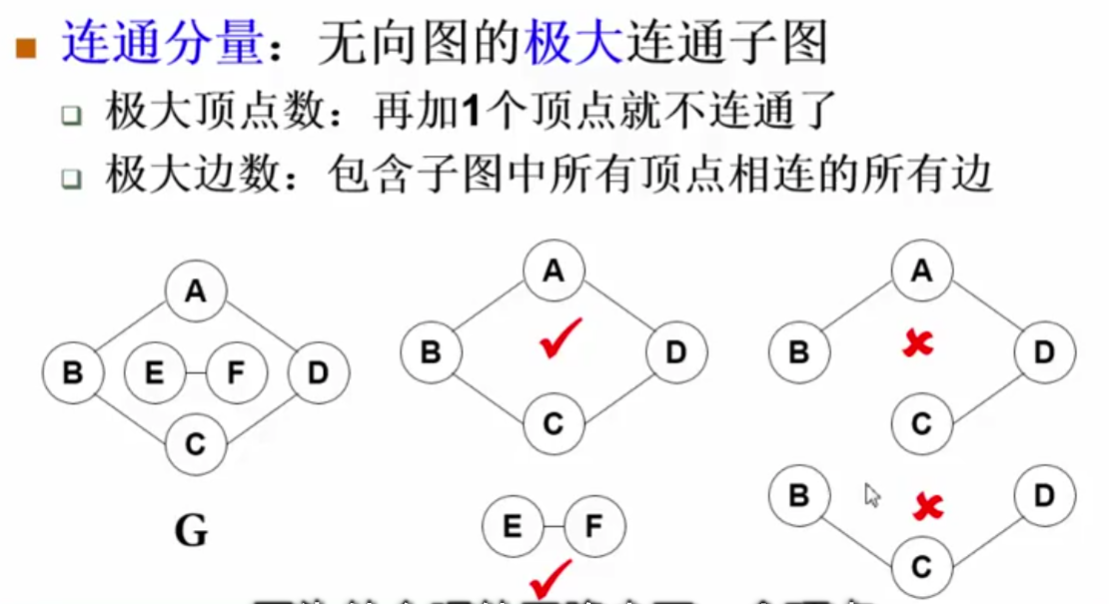 连通分量：无向图的极大连通子图
极大顶点数：再加1个顶点就不连通了
极大边数：包含子图中所有顶点相连的所有边
A
B E F D
C
G
A
B D
C
E F
A
B D
C
B D
C